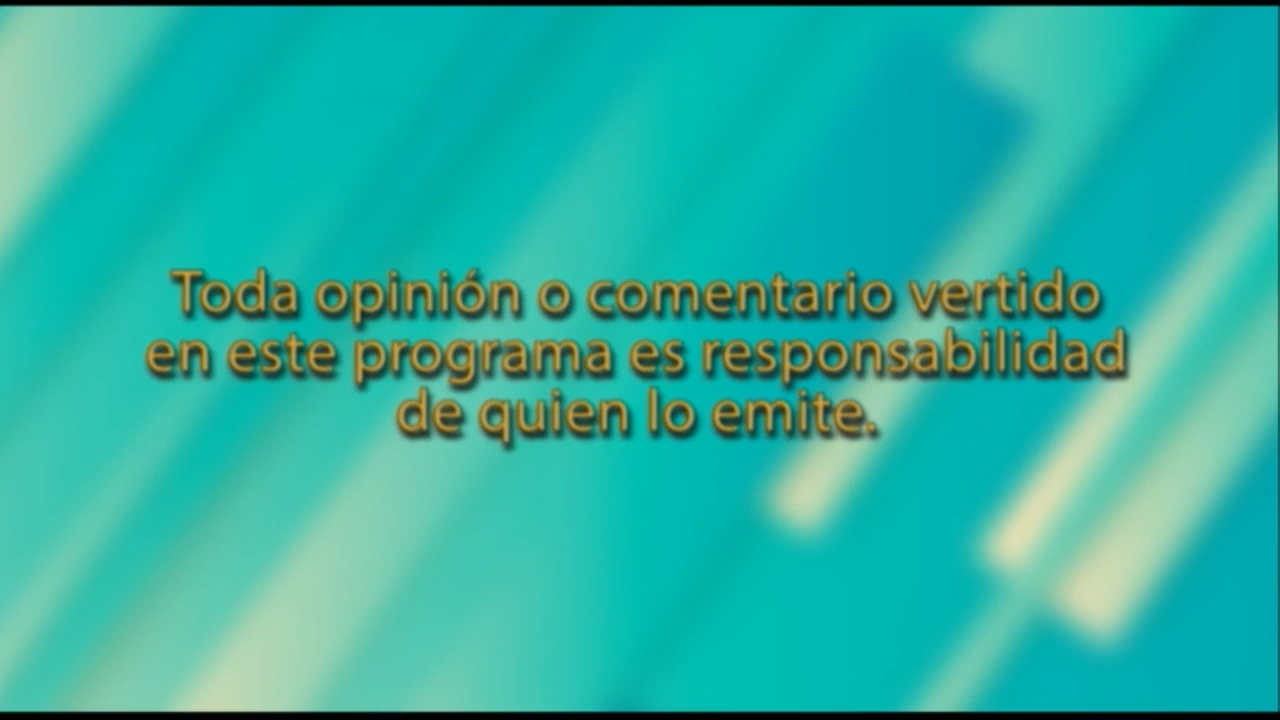 Toda opinión o comentario vertido
en este programa es responsabilidad
de quien lo emite.